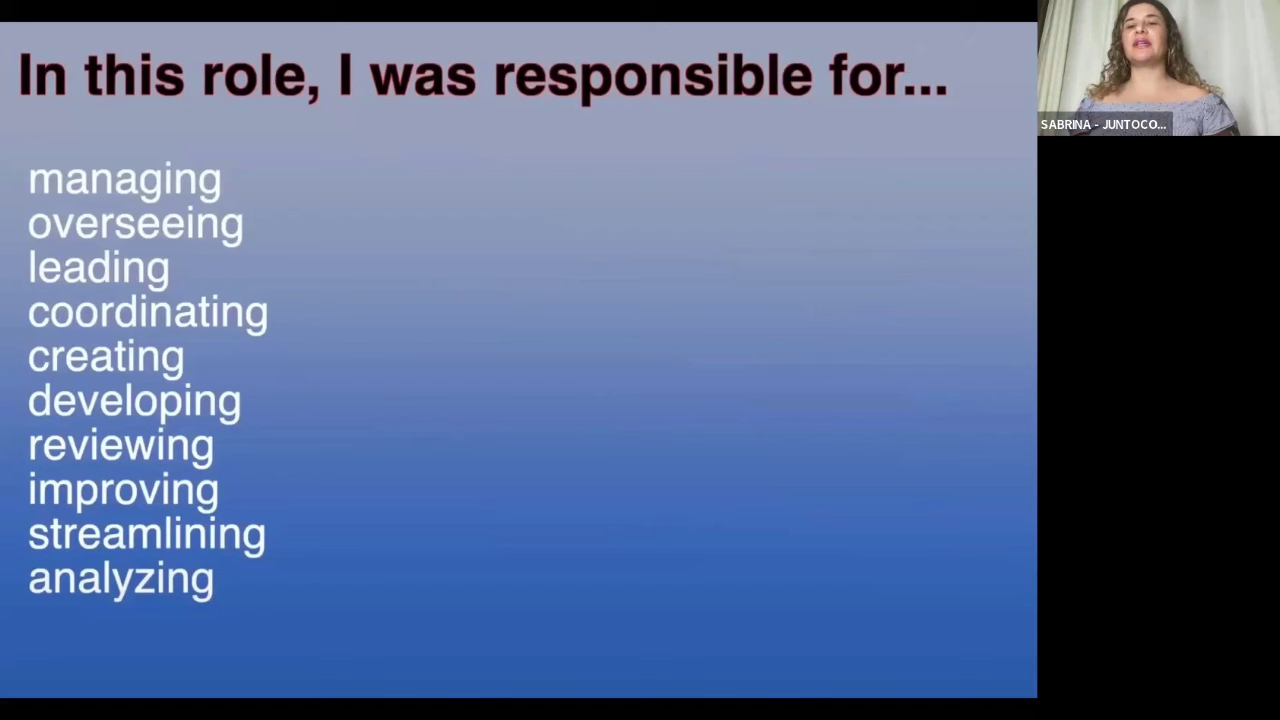 In this role, I was responsible for...
managing
overseeing
leading
coordinating
creating
developing
reviewing
improving
streamlining
analyzing
SABRINA - JUNTOCO...